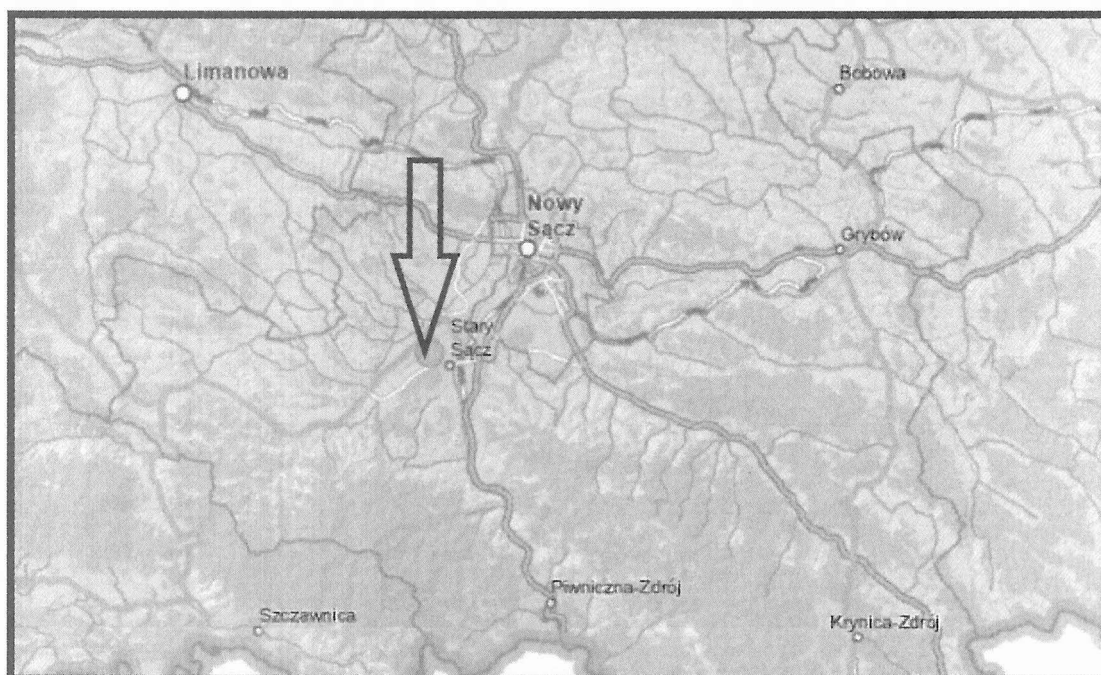 Limanowa
Bobowa
Nowy
Sącz
Grybów
Stary
Sącz
Piwniczna-Zdrój
Szczawnica
Krynica-Zdrój